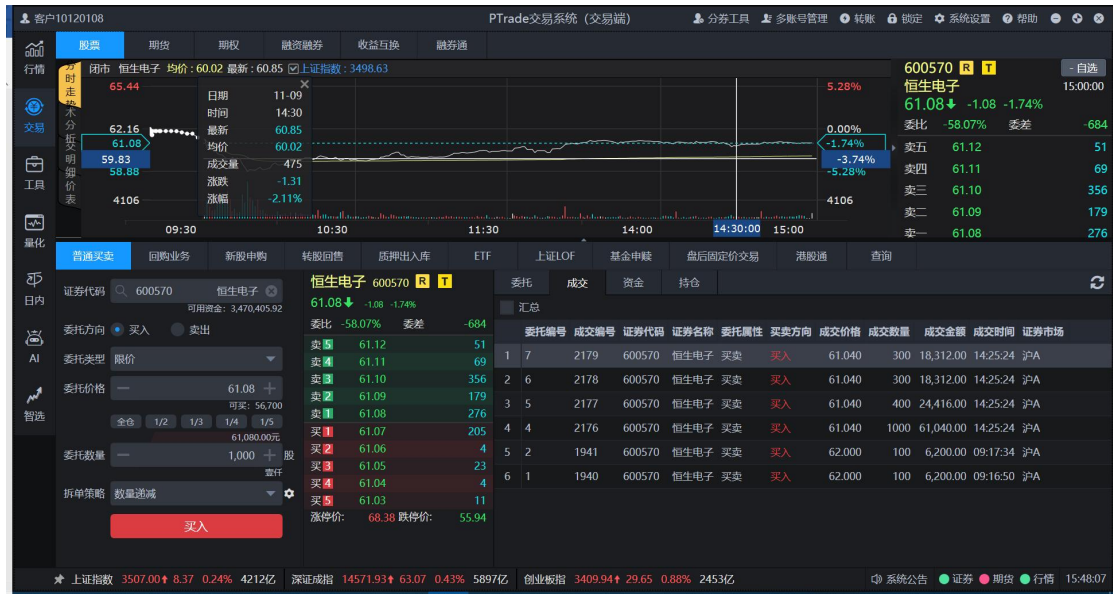 客户10120108 PTrade交易系统（交易端） 分券工具 多账号管理 转账 锁定 系统设置 帮助
股票 期货 期权 融资融券 收益互换 融券通
行情
交易
工具
量化
日内
AI
智选
分时走势
技术分析
成交明细
分价表
闭市 恒生电子 均价:60.02 最新:60.85 上证指数:3498.63
65.44 5.28%
62.16 0.00%
61.08 -1.74%
59.83 -3.74%
58.88 -5.28%
4106 4106
日期 11-09
时间 14:30
最新 60.85
均价 60.02
成交量 475
涨跌 -1.31
涨幅 -2.11%
09:30 10:30 11:30 14:00 14:30:00 15:00
600570 R T - 自选
恒生电子 15:00:00
61.08 -1.08 -1.74%
委比 -58.07% 委差 -684
卖五 61.12 51
卖四 61.11 69
卖三 61.10 356
卖二 61.09 179
卖一 61.08 276
普通买卖 回购业务 新股申购 转股回售 质押出入库 ETF 上证LOF 基金申赎 盘后固定价交易 港股通 查询
证券代码 600570 恒生电子
可用资金: 3,470,405.92
委托方向 买入 卖出
委托类型 限价
委托价格 61.08
可买: 56,700
全仓 1/2 1/3 1/4 1/5
61,080.00元
委托数量 1,000 股
壹仟
拆单策略 数量递减
买入
恒生电子 600570 R T
61.08 -1.08 -1.74%
委比 -58.07% 委差 -684
卖5 61.12 51
卖4 61.11 69
卖3 61.10 356
卖2 61.09 179
卖1 61.08 276
买1 61.07 205
买2 61.06 4
买3 61.05 23
买4 61.04 4
买5 61.03 11
涨停价: 68.38 跌停价: 55.94
委托 成交 资金 持仓
汇总
委托编号 成交编号 证券代码 证券名称 委托属性 买卖方向 成交价格 成交数量 成交金额 成交时间 证券市场
1 7 2179 600570 恒生电子 买卖 买入 61.040 300 18,312.00 14:25:24 沪A
2 6 2178 600570 恒生电子 买卖 买入 61.040 300 18,312.00 14:25:24 沪A
3 5 2177 600570 恒生电子 买卖 买入 61.040 400 24,416.00 14:25:24 沪A
4 4 2176 600570 恒生电子 买卖 买入 61.040 1000 61,040.00 14:25:24 沪A
5 2 1941 600570 恒生电子 买卖 买入 62.000 100 6,200.00 09:17:34 沪A
6 1 1940 600570 恒生电子 买卖 买入 62.000 100 6,200.00 09:16:50 沪A
上证指数 3507.00 8.37 0.24% 4212亿 深证成指 14571.93 63.07 0.43% 5897亿 创业板指 3409.94 29.65 0.88% 2453亿 系统公告 证券 期货 行情 15:48:07